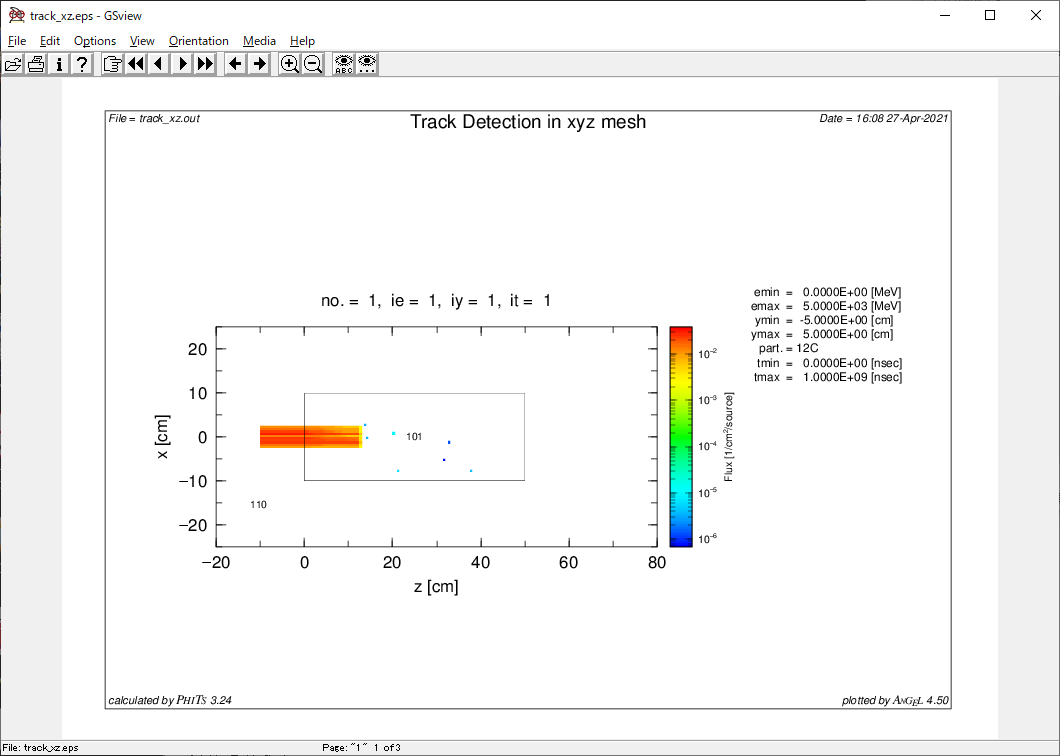 track_xz.eps - GSview
File Edit Options View Orientation Media Help
i ?
ABC
File = track_xz.out
Track Detection in xyz mesh
Date = 16:08 27-Apr-2021
no. = 1, ie = 1, iy = 1, it = 1
emin = 0.0000E+00 [MeV]
emax = 5.0000E+03 [MeV]
ymin = -5.0000E+00 [cm]
ymax = 5.0000E+00 [cm]
part. = 12C
tmin = 0.0000E+00 [nsec]
tmax = 1.0000E+09 [nsec]
x [cm]
20
10
0
−10
−20
101
110
−20 0 20 40 60 80
z [cm]
10⁻²
10⁻³
10⁻⁴
10⁻⁵
10⁻⁶
Flux [1/cm²/source]
calculated by PHITS 3.24
plotted by ANGEL 4.50
File: track_xz.eps
Page: "1" 1 of 3